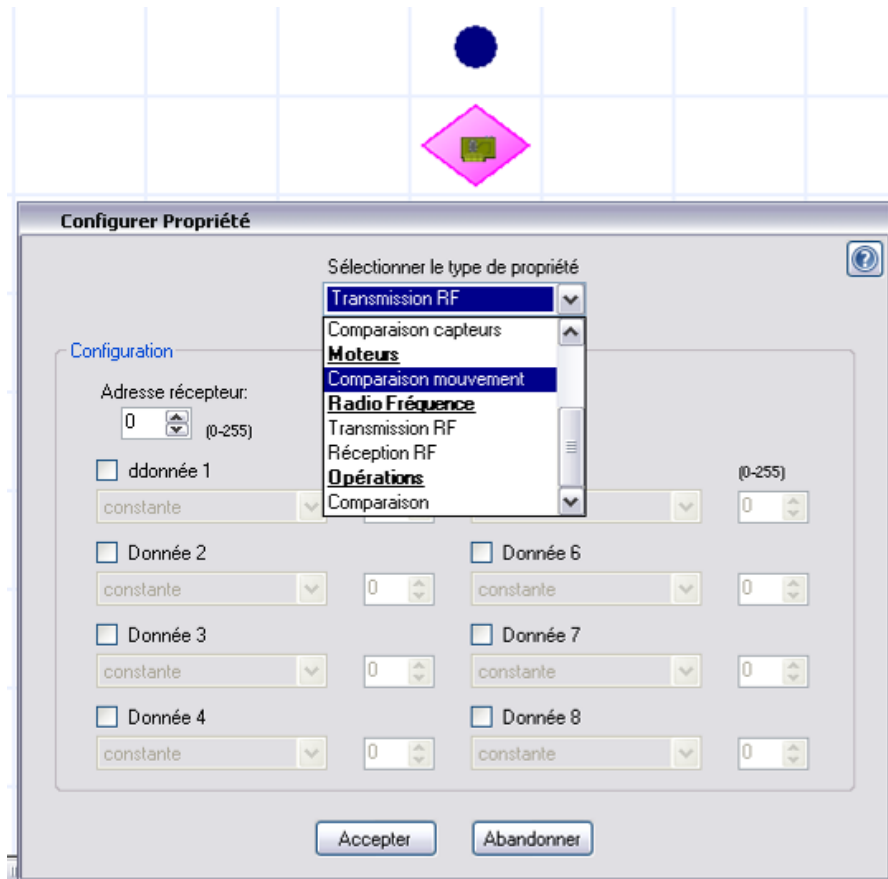 Configurer Propriété
Sélectionner le type de propriété
Transmission RF
Comparaison capteurs
Moteurs
Comparaison mouvement
Radio Fréquence
Transmission RF
Réception RF
Opérations
Comparaison
Configuration
Adresse récepteur:
0 (0-255)
ddonnée 1
(0-255)
constante
0
Donnée 2 Donnée 6
constante 0 constante 0
Donnée 3 Donnée 7
constante 0 constante 0
Donnée 4 Donnée 8
constante 0 constante 0
Accepter Abandonner